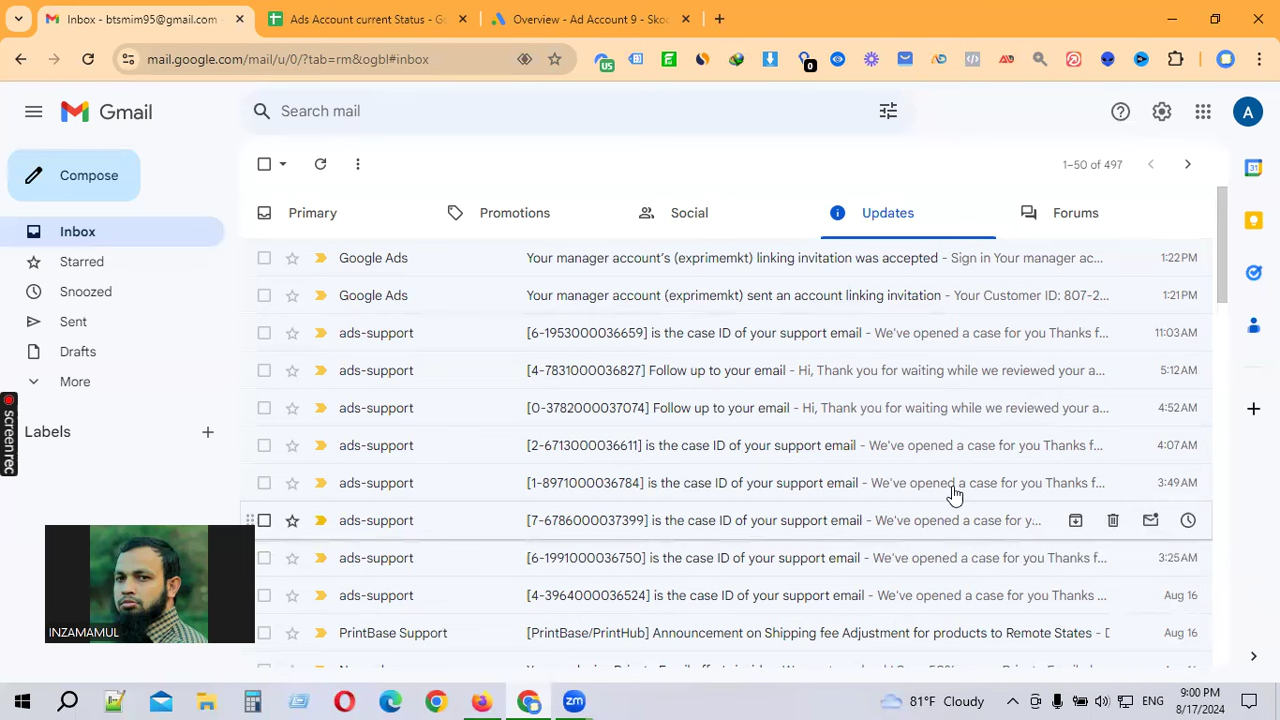 Inbox - btsmim95@gmail.com
Ads Account current Status - G
Overview - Ad Account 9 - Skoo
mail.google.com/mail/u/0/?tab=rm&ogbl#inbox
US
0
Gmail
Search mail
A
Compose
1–50 of 497
Primary
Promotions
Social
Updates
Forums
Inbox
Starred
Snoozed
Sent
Drafts
More
Labels
Google Ads Your manager account's (exprimemkt) linking invitation was accepted - Sign in Your manager ac... 1:22 PM
Google Ads Your manager account (exprimemkt) sent an account linking invitation - Your Customer ID: 807-2... 1:21 PM
ads-support [6-1953000036659] is the case ID of your support email - We've opened a case for you Thanks f... 11:03 AM
ads-support [4-7831000036827] Follow up to your email - Hi, Thank you for waiting while we reviewed your a... 5:12 AM
ads-support [0-3782000037074] Follow up to your email - Hi, Thank you for waiting while we reviewed your a... 4:52 AM
ads-support [2-6713000036611] is the case ID of your support email - We've opened a case for you Thanks f... 4:07 AM
ads-support [1-8971000036784] is the case ID of your support email - We've opened a case for you Thanks f... 3:49 AM
ads-support [7-6786000037399] is the case ID of your support email - We've opened a case for y...
ads-support [6-1991000036750] is the case ID of your support email - We've opened a case for you Thanks f... 3:25 AM
ads-support [4-3964000036524] is the case ID of your support email - We've opened a case for you Thanks f... Aug 16
PrintBase Support [PrintBase/PrintHub] Announcement on Shipping fee Adjustment for products to Remote States - D Aug 16
screen rec
INZAMAMUL
81°F Cloudy
ENG
9:00 PM
8/17/2024